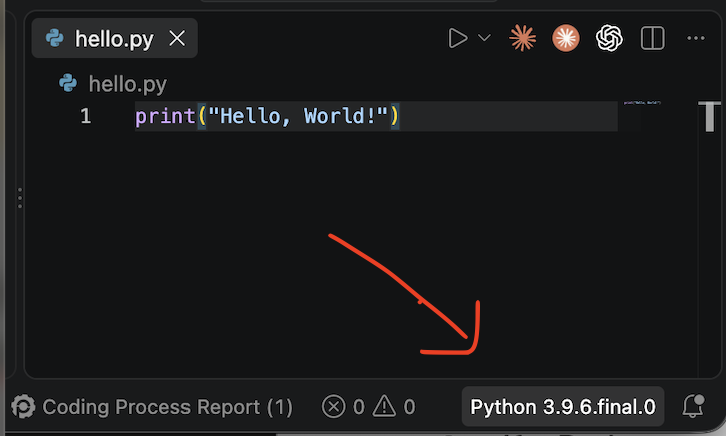 hello.py
hello.py
1 print("Hello, World!")
Coding Process Report (1) 0 0 Python 3.9.6.final.0